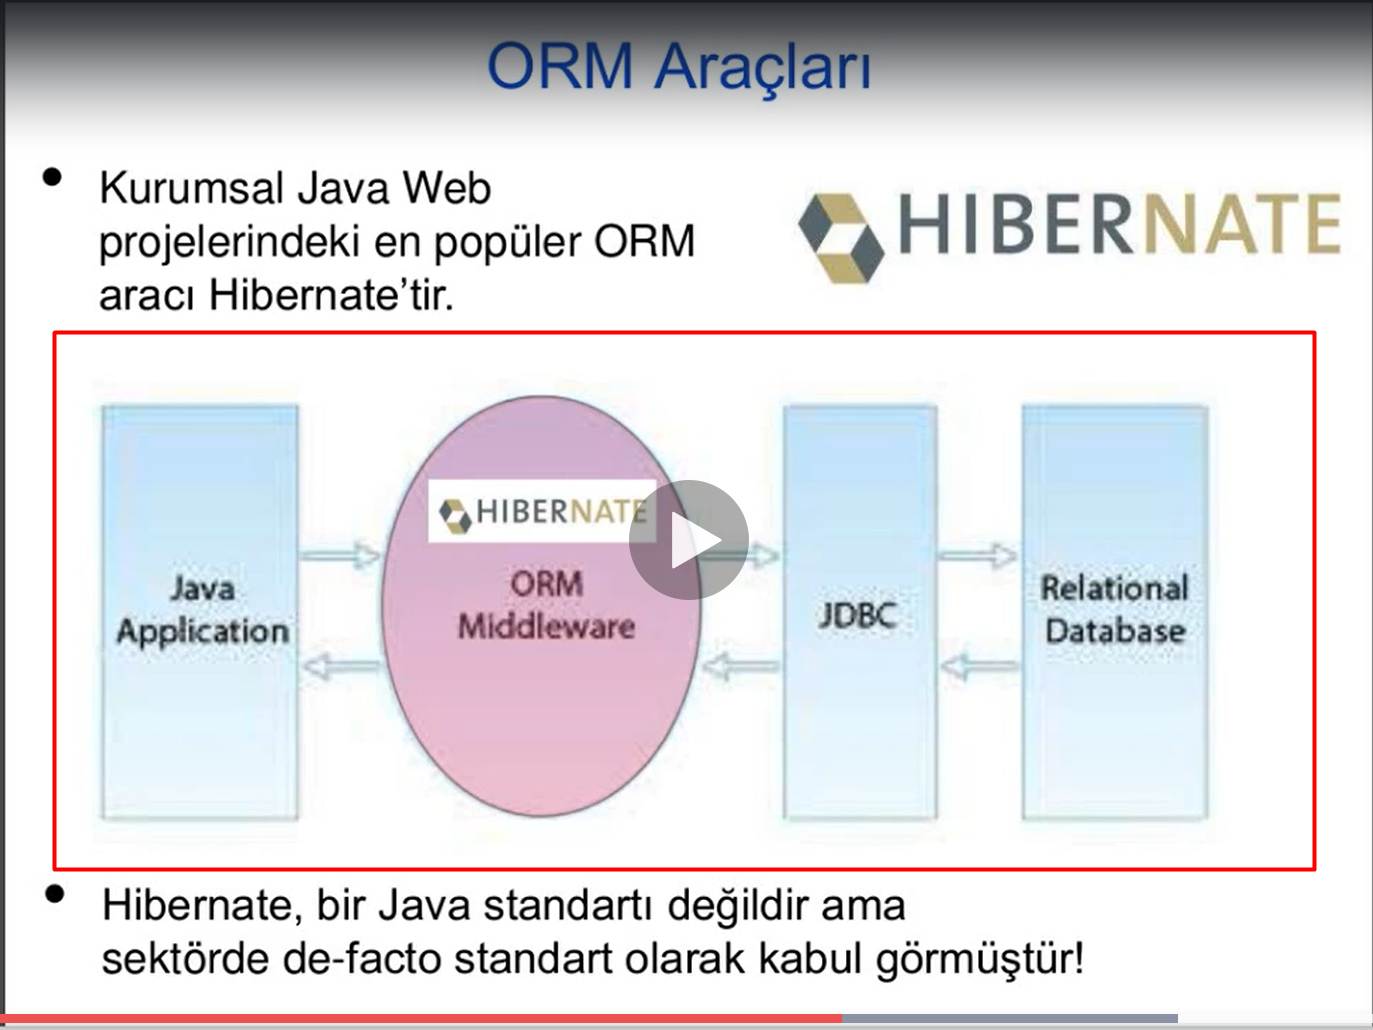 ORM Araçları
• Kurumsal Java Web
projelerindeki en popüler ORM
aracı Hibernate’tir.
HIBERNATE
Java
Application
HIBERNATE
ORM
Middleware
JDBC
Relational
Database
• Hibernate, bir Java standartı değildir ama
sektörde de-facto standart olarak kabul görmüştür!